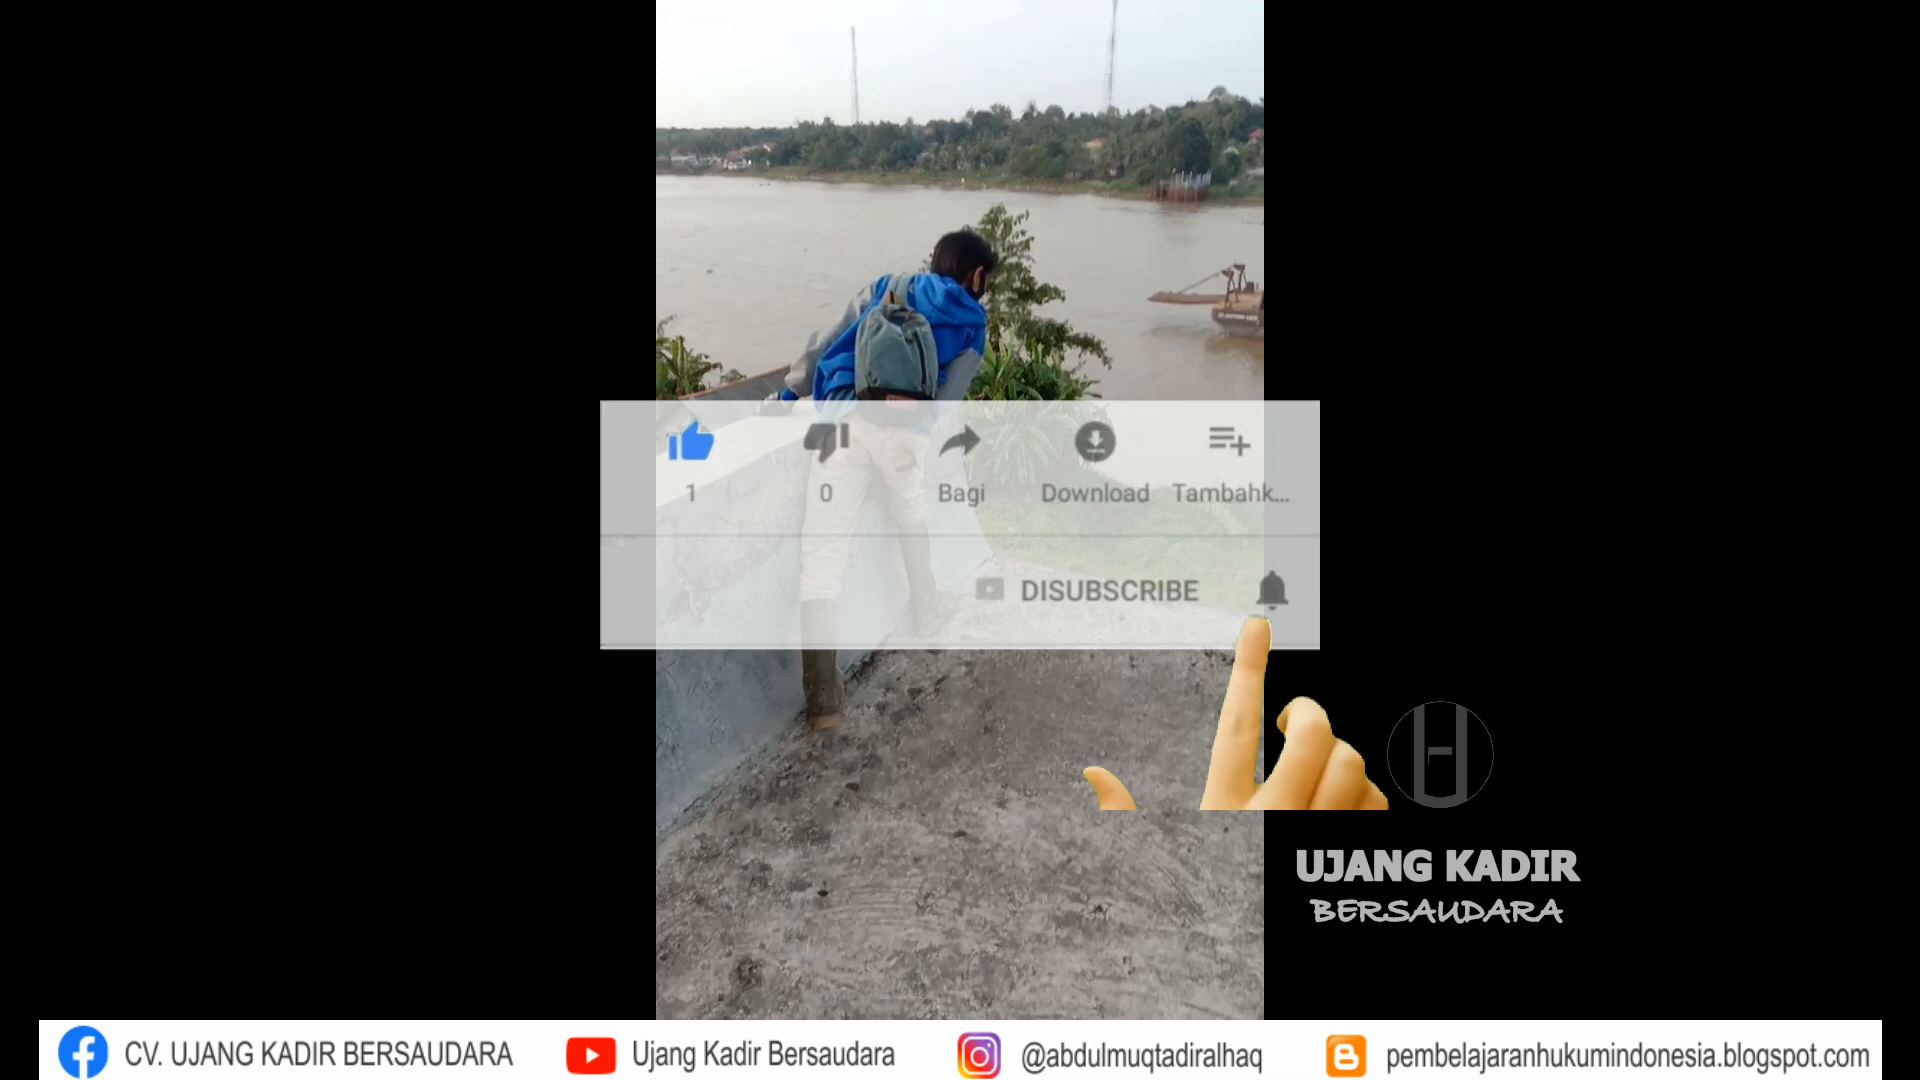 1
0
Bagi
Download
Tambahk...
DISUBSCRIBE
UJANG KADIR
BERSAUDARA
CV. UJANG KADIR BERSAUDARA
Ujang Kadir Bersaudara
@abdulmuqtadiralhaq
pembelajaranhukumindonesia.blogspot.com